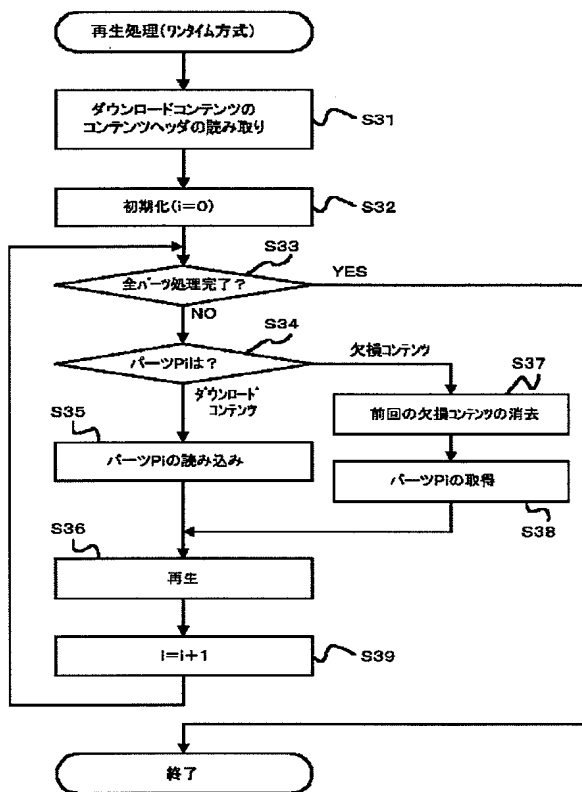 再生処理(ワンタイム方式)
ダウンロードコンテンツの
コンテンツヘッダの読み取り
S31
初期化(i=0)
S32
S33
全パーツ処理完了?
YES
NO
S34
パーツPiは?
欠損コンテンツ
ダウンロード
コンテンツ
S37
前回の欠損コンテンツの消去
S35
パーツPiの読み込み
パーツPiの取得
S38
S36
再生
i=i+1
S39
終了